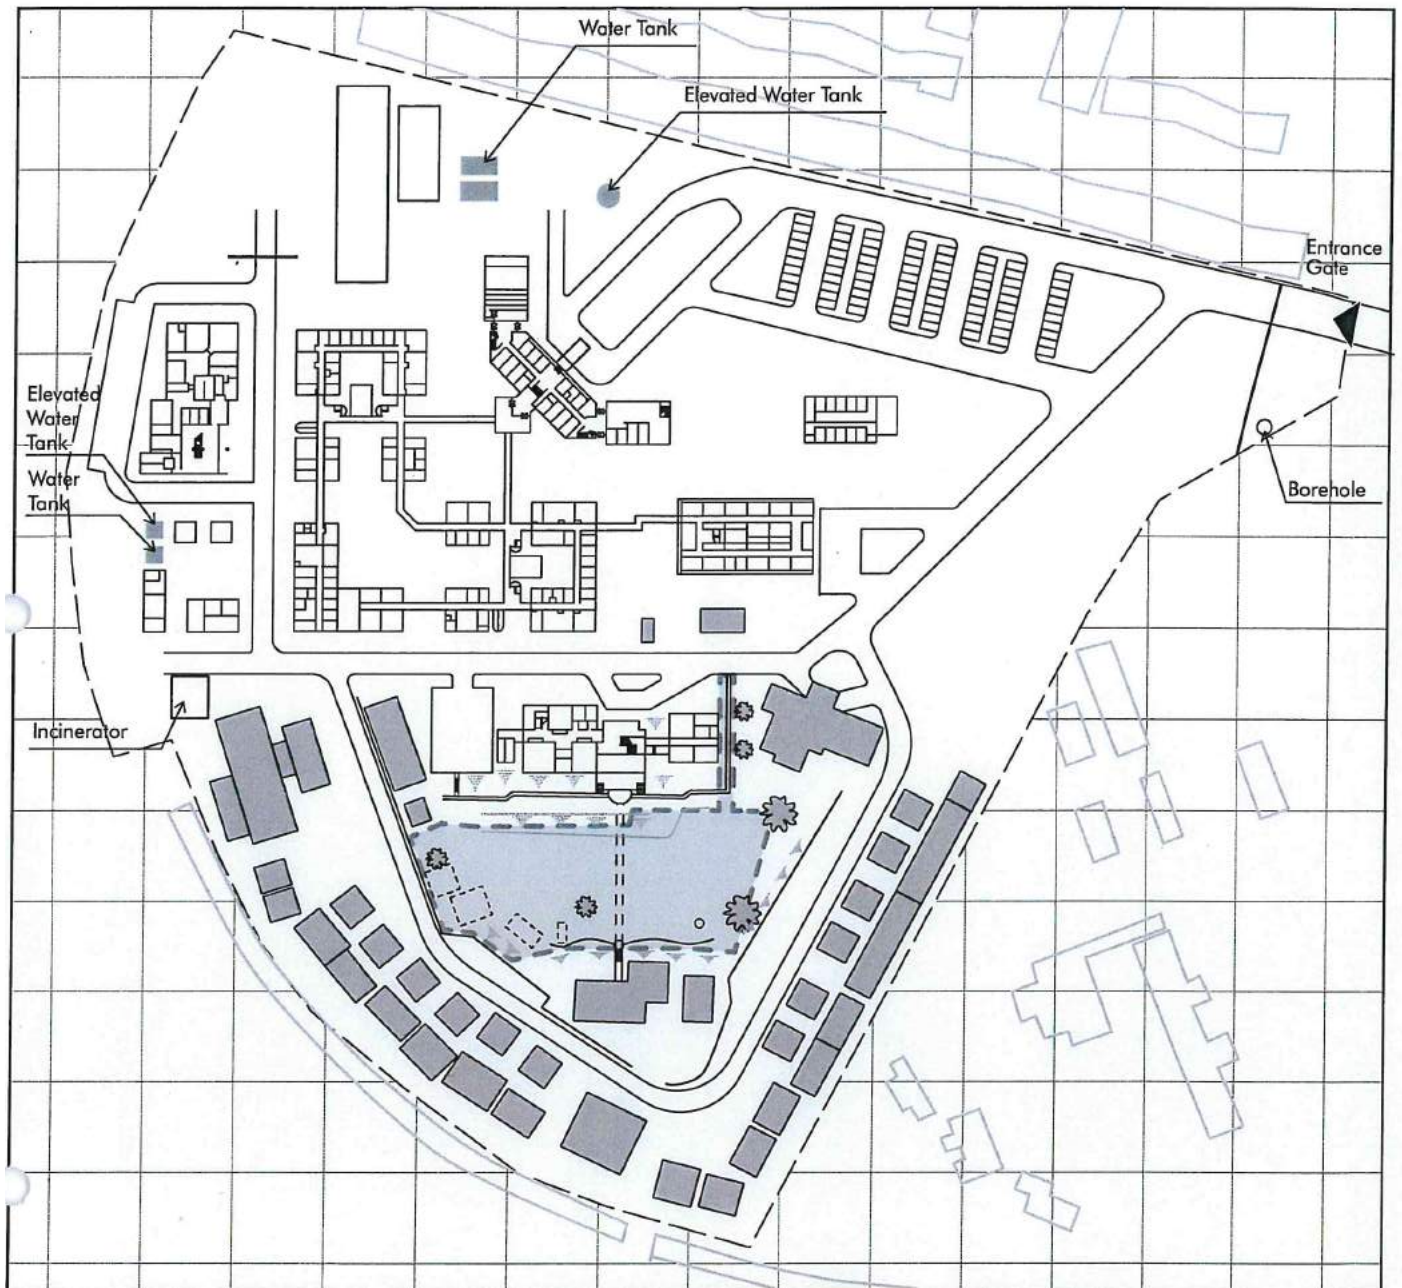 Water Tank
Elevated Water Tank
Entrance
Gate
Elevated
Water
Tank
Water
Tank
Borehole
Incinerator